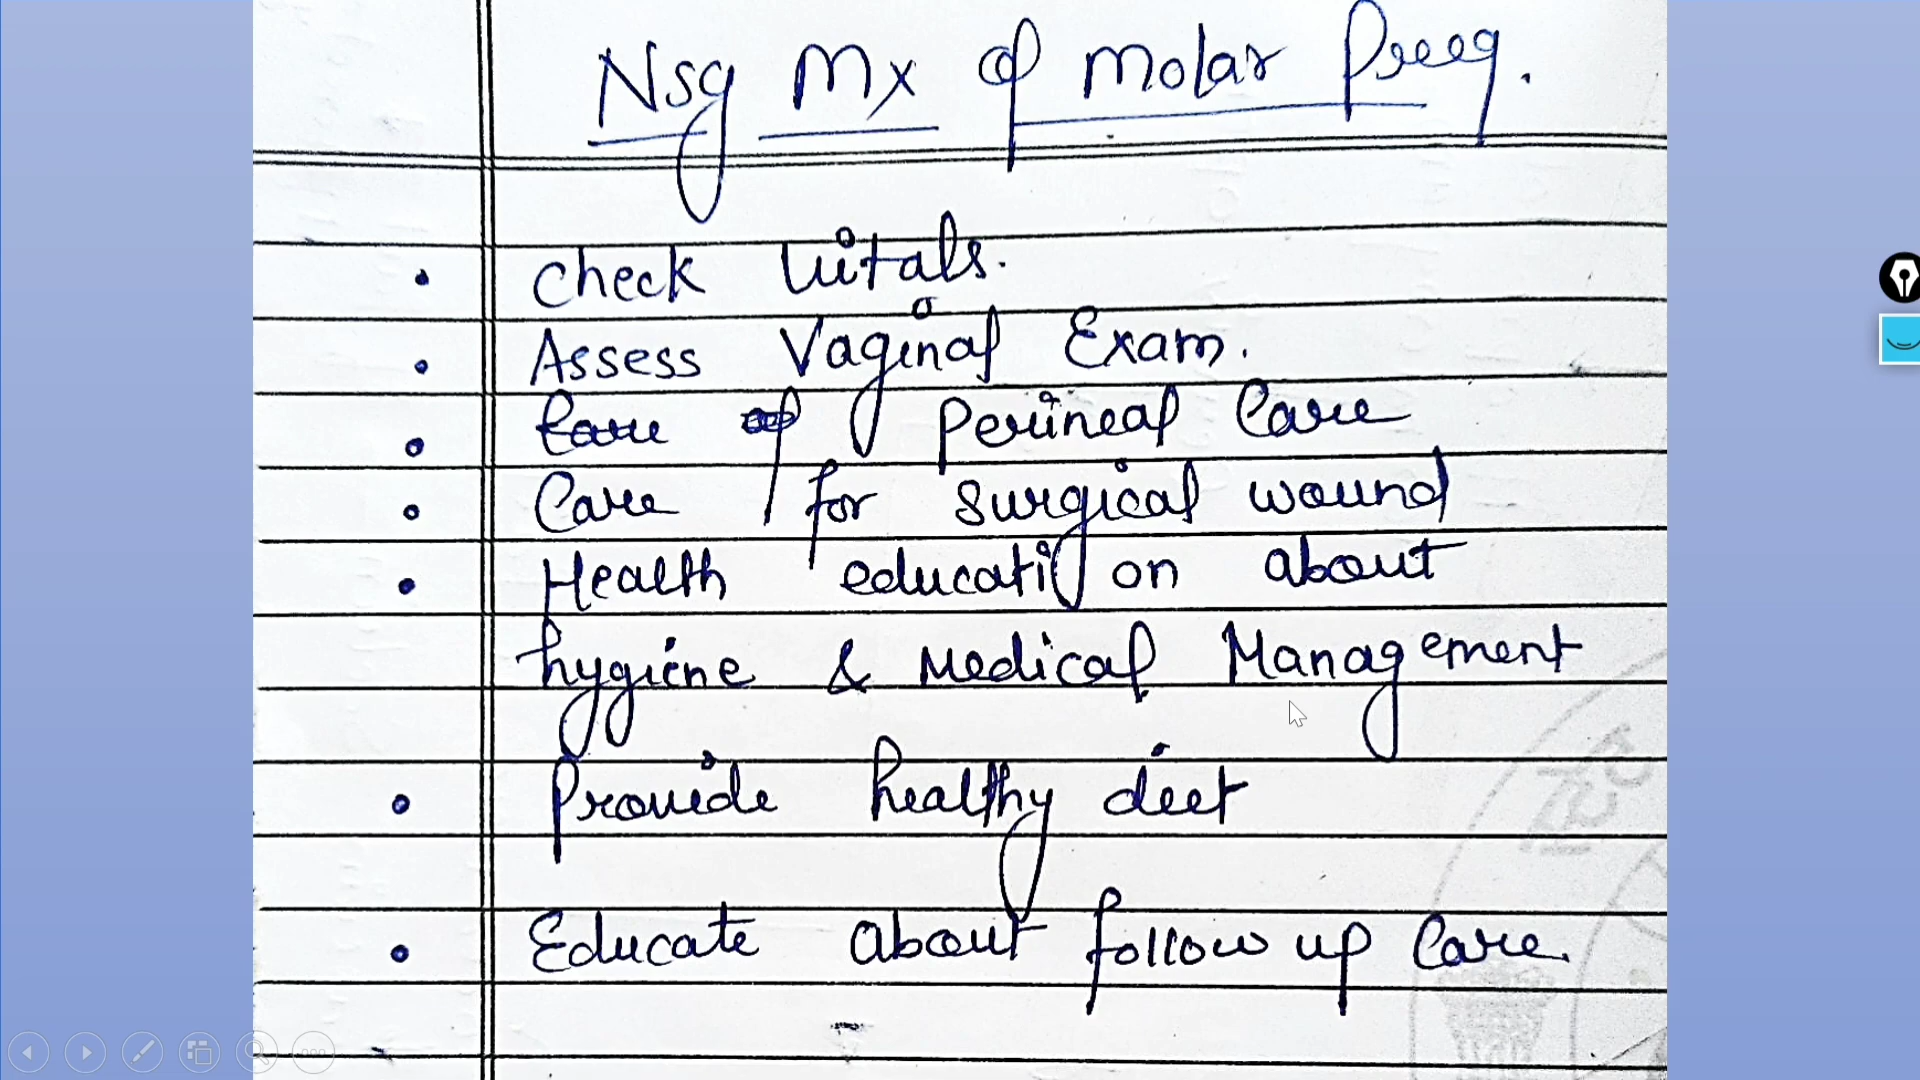 Nsg Mx of Molar Preg.
• Check Vitals.
• Assess Vaginal Exam.
• Care of Perineal Care
• Care for surgical wound
• Health education about
hygiene & Medical Management
• Provide healthy diet
• Educate about follow up Care.